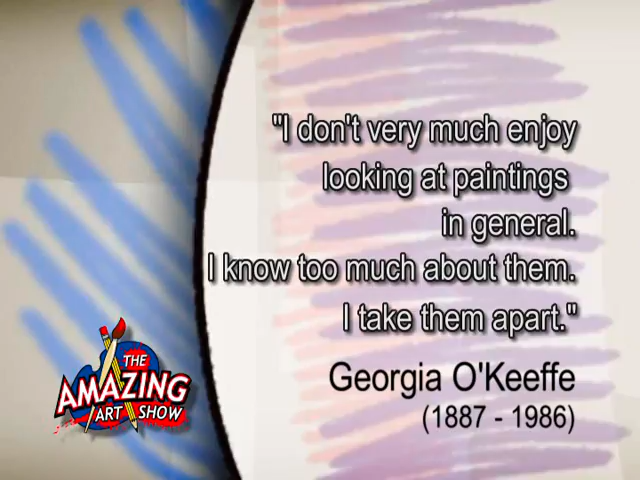 "I don't very much enjoy
looking at paintings
in general.
I know too much about them.
I take them apart."
Georgia O'Keeffe
(1887 - 1986)
THE
AMAZING
ART SHOW